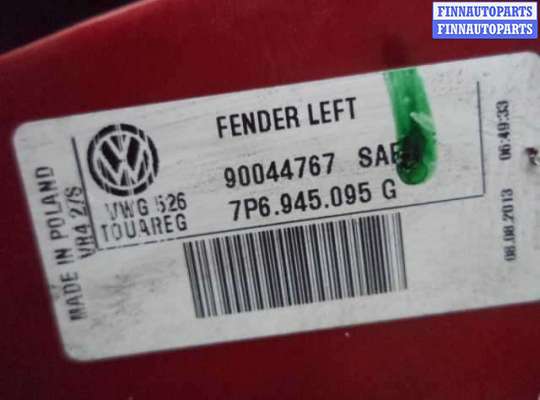 FINNAUTOPARTS
FINNAUTOPARTS
FENDER LEFT
90044767
7P6.945.095 G
VWG 526
TOUAREG
MADE IN POLAND
VR4 2/S
08.08.2013 06:49:33